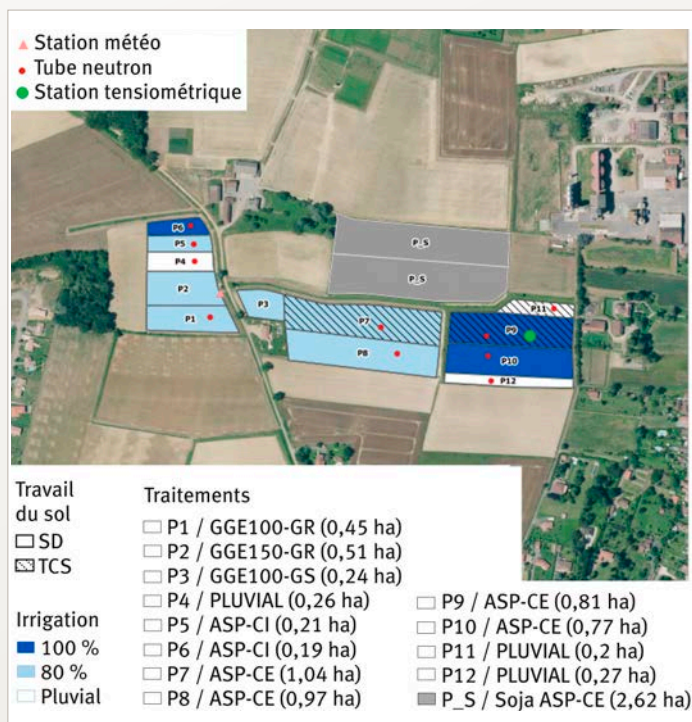 Station météo
Tube neutron
Station tensiométrique
P6
P5
P4
P2
P1
P3
P_S
P_S
P7
P8
P11
P9
P10
P12
Travail
du sol
SD
TCS
Irrigation
100 %
80 %
Pluvial
Traitements
P1 / GGE100-GR (0,45 ha)
P2 / GGE150-GR (0,51 ha)
P3 / GGE100-GS (0,24 ha)
P4 / PLUVIAL (0,26 ha)
P5 / ASP-CI (0,21 ha)
P6 / ASP-CI (0,19 ha)
P7 / ASP-CE (1,04 ha)
P8 / ASP-CE (0,97 ha)
P9 / ASP-CE (0,81 ha)
P10 / ASP-CE (0,77 ha)
P11 / PLUVIAL (0,2 ha)
P12 / PLUVIAL (0,27 ha)
P_S / Soja ASP-CE (2,62 ha)